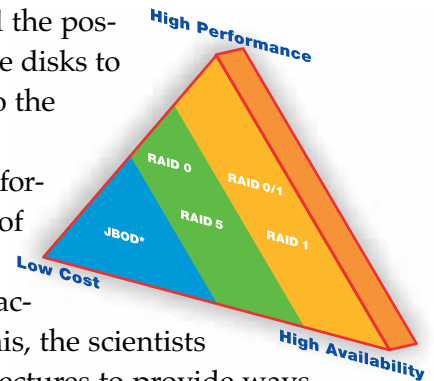 l the pos-
e disks to
o the
for-
of
ac-
is, the scientists
ectures to provide ways
High Performance
RAID 0
RAID 0/1
RAID 5
RAID 1
JBOD*
Low Cost
High Availability